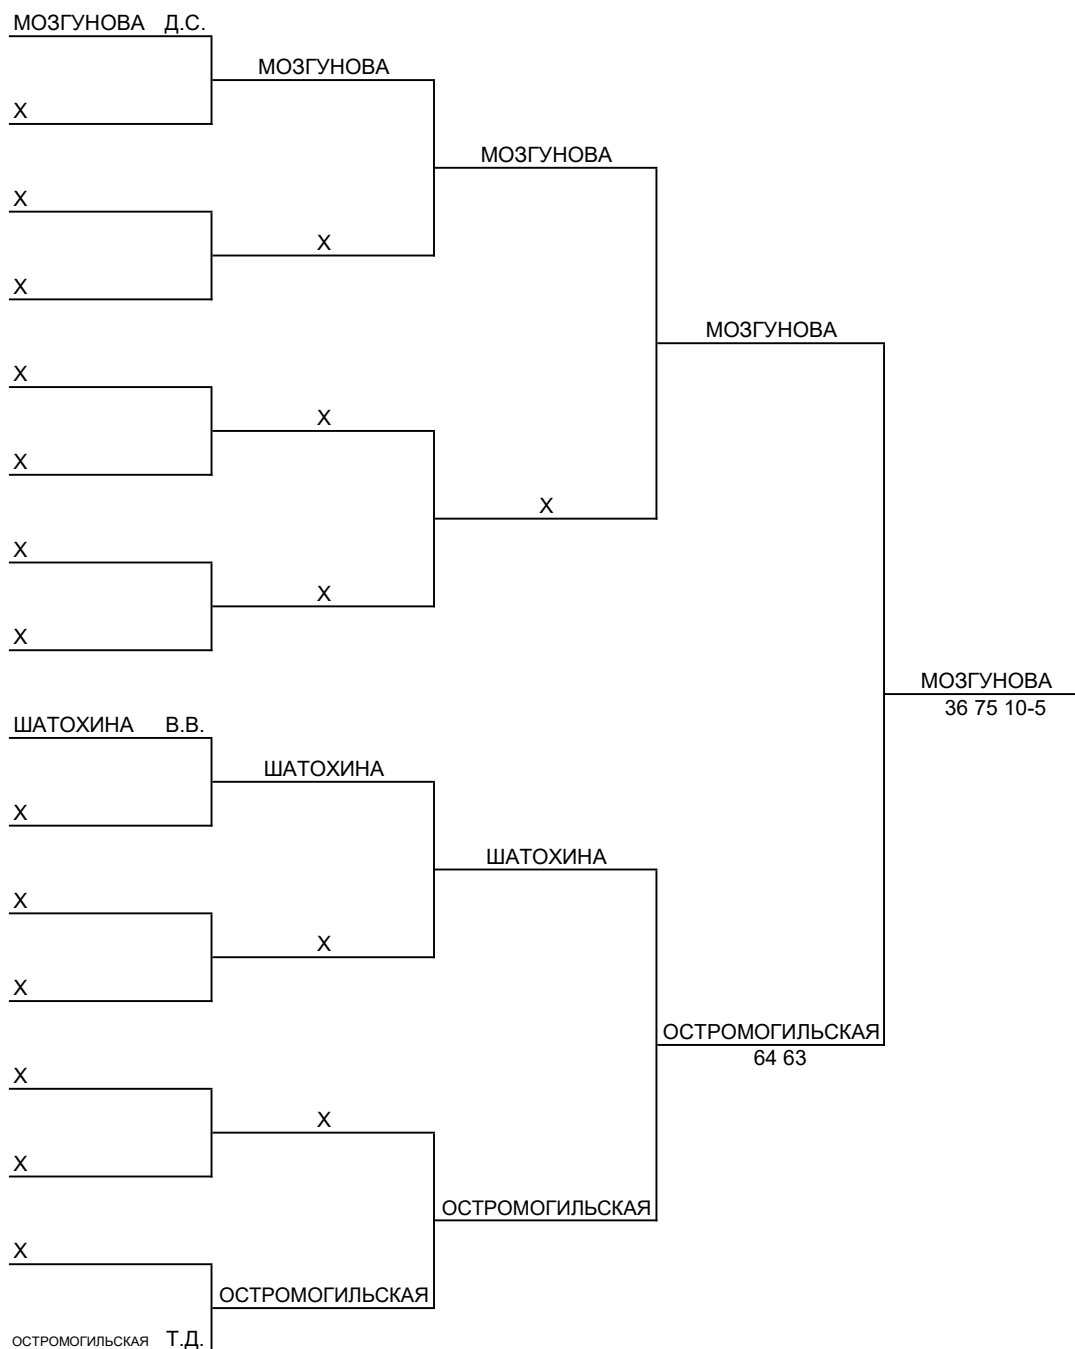 МОЗГУНОВА Д.С.
МОЗГУНОВА
X
МОЗГУНОВА
X
X
X
МОЗГУНОВА
X
X
X
X
X
X
X
МОЗГУНОВА
36 75 10-5
ШАТОХИНА В.В.
ШАТОХИНА
X
ШАТОХИНА
X
X
X
ОСТРОМОГИЛЬСКАЯ
64 63
X
X
X
ОСТРОМОГИЛЬСКАЯ
X
ОСТРОМОГИЛЬСКАЯ
ОСТРОМОГИЛЬСКАЯ Т.Д.